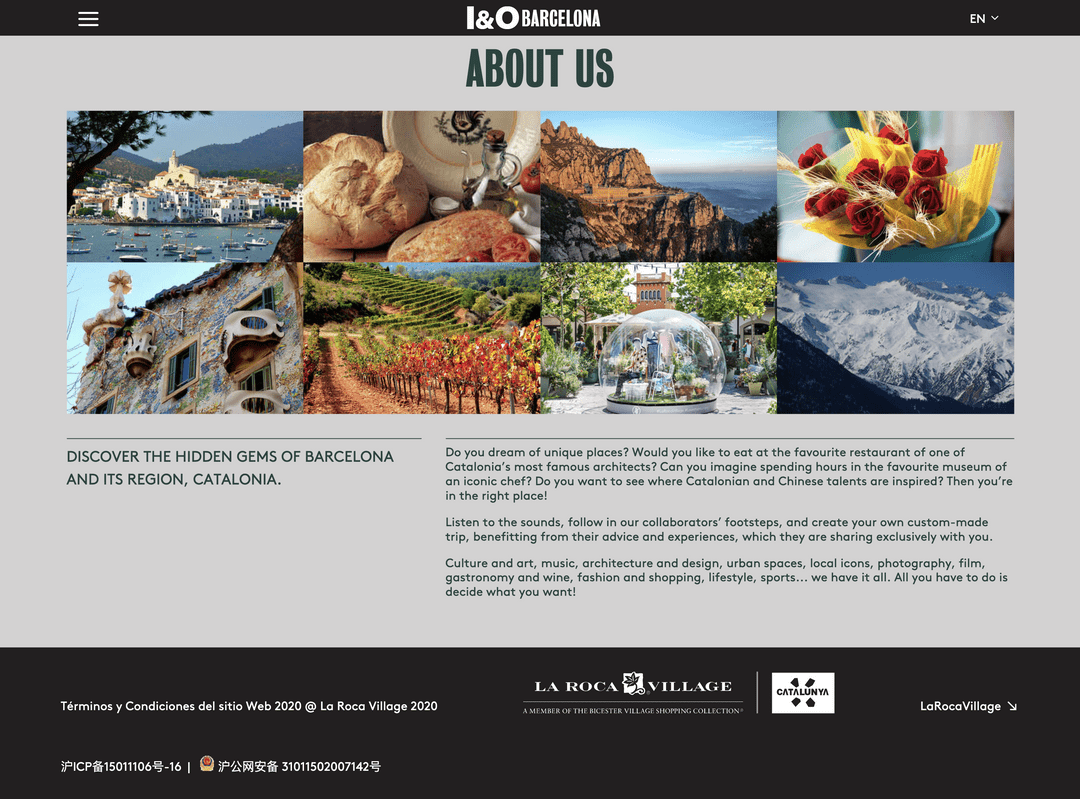 I&O BARCELONA
EN
ABOUT US
DISCOVER THE HIDDEN GEMS OF BARCELONA
AND ITS REGION, CATALONIA.
Do you dream of unique places? Would you like to eat at the favourite restaurant of one of
Catalonia’s most famous architects? Can you imagine spending hours in the favourite museum of
an iconic chef? Do you want to see where Catalonian and Chinese talents are inspired? Then you’re
in the right place!
Listen to the sounds, follow in our collaborators’ footsteps, and create your own custom-made
trip, benefitting from their advice and experiences, which they are sharing exclusively with you.
Culture and art, music, architecture and design, urban spaces, local icons, photography, film,
gastronomy and wine, fashion and shopping, lifestyle, sports... we have it all. All you have to do is
decide what you want!
Términos y Condiciones del sitio Web 2020 @ La Roca Village 2020
LA ROCA VILLAGE
A MEMBER OF THE BICESTER VILLAGE SHOPPING COLLECTION®
CATALUNYA
LaRocaVillage
沪ICP备15011106号-16 | 沪公网安备 31011502007142号